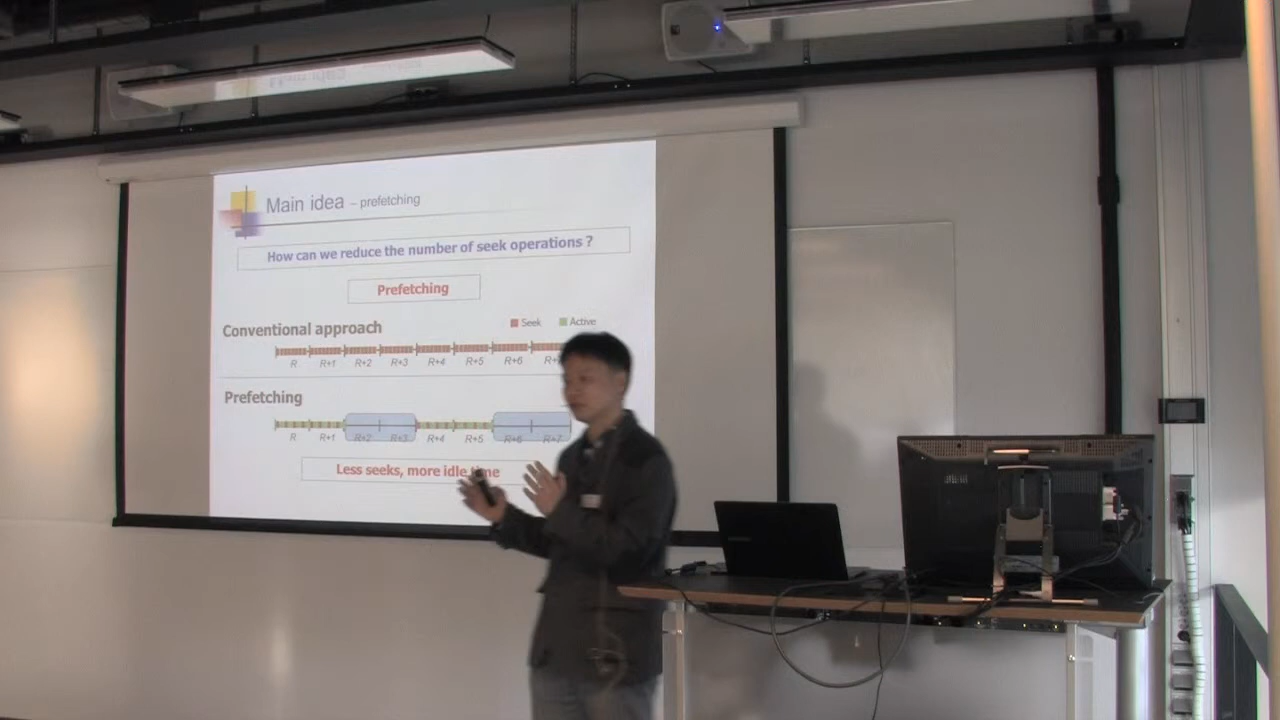 Main idea – prefetching
How can we reduce the number of seek operations ?
Prefetching
Seek Active
Conventional approach
R R+1 R+2 R+3 R+4 R+5 R+6
Prefetching
R R+1 R+2 R+3 R+4 R+5 R+6 R+7
Less seeks, more idle time